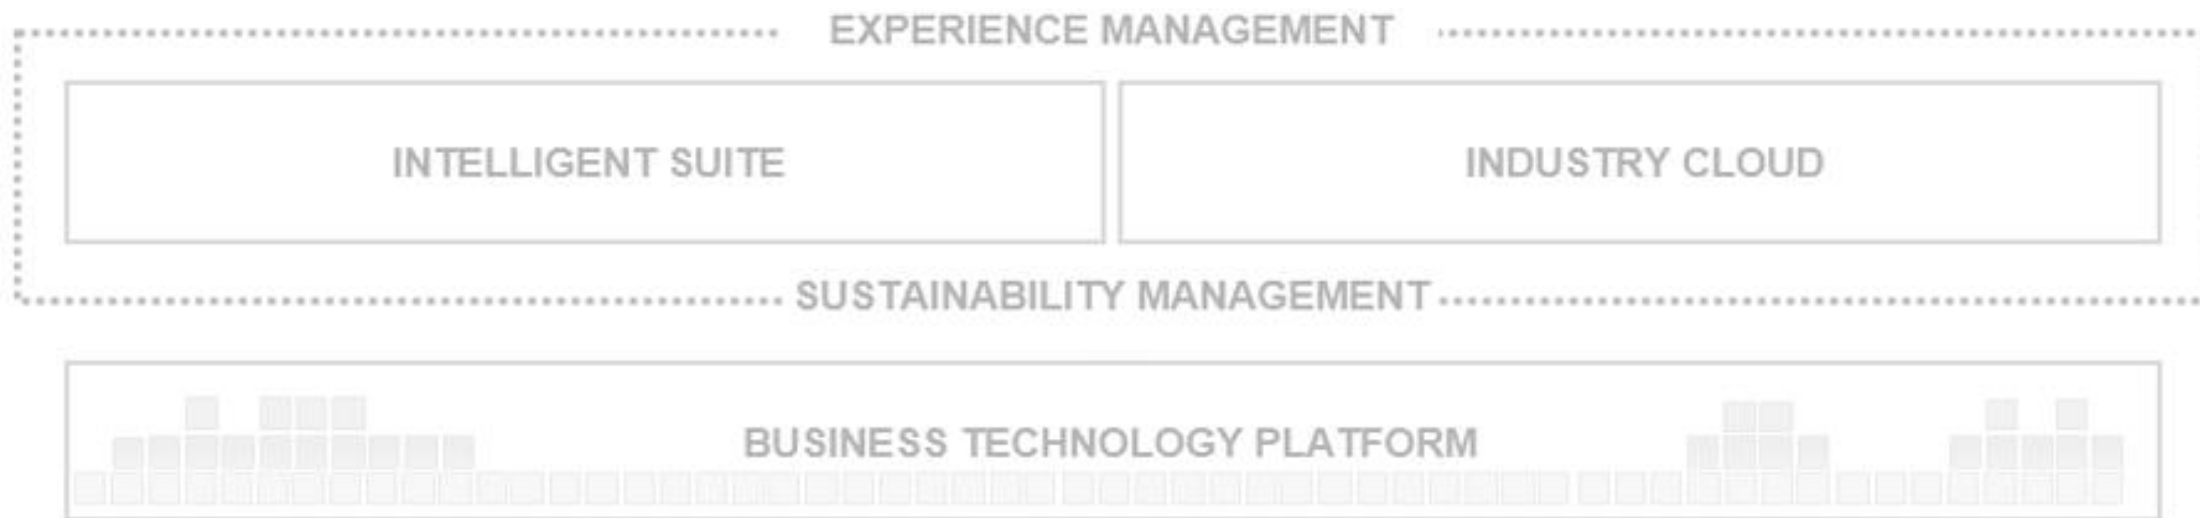 EXPERIENCE MANAGEMENT
INTELLIGENT SUITE
INDUSTRY CLOUD
SUSTAINABILITY MANAGEMENT
BUSINESS TECHNOLOGY PLATFORM